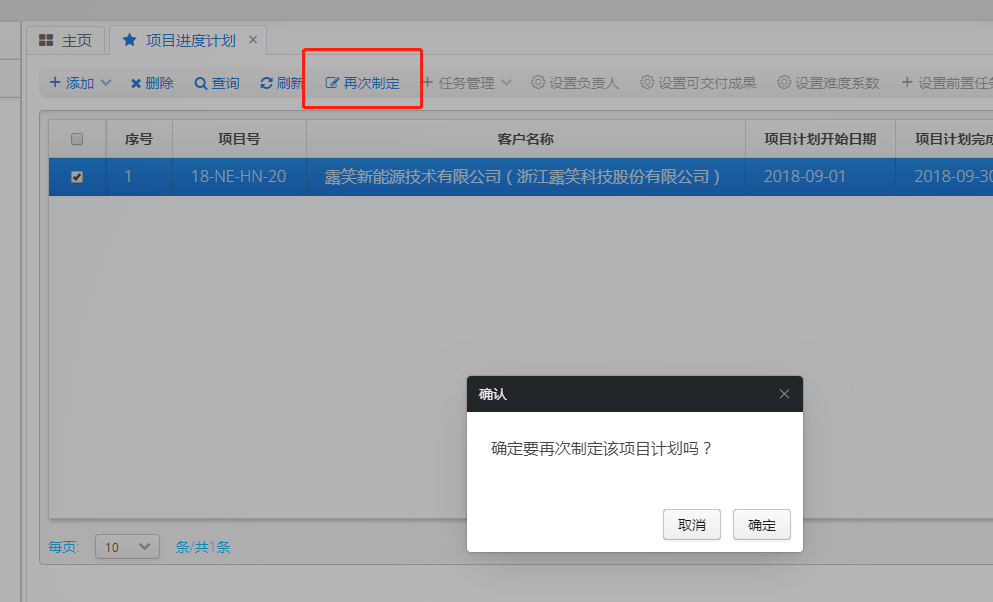 主页 项目进度计划
添加 删除 查询 刷新 再次制定 任务管理 设置负责人 设置可交付成果 设置难度系数 设置前置任务
序号 项目号 客户名称 项目计划开始日期 项目计划完成
1 18-NE-HN-20 露笑新能源技术有限公司（浙江露笑科技股份有限公司） 2018-09-01 2018-09-30
确认
确定要再次制定该项目计划吗？
取消 确定
每页: 10 条/共1条